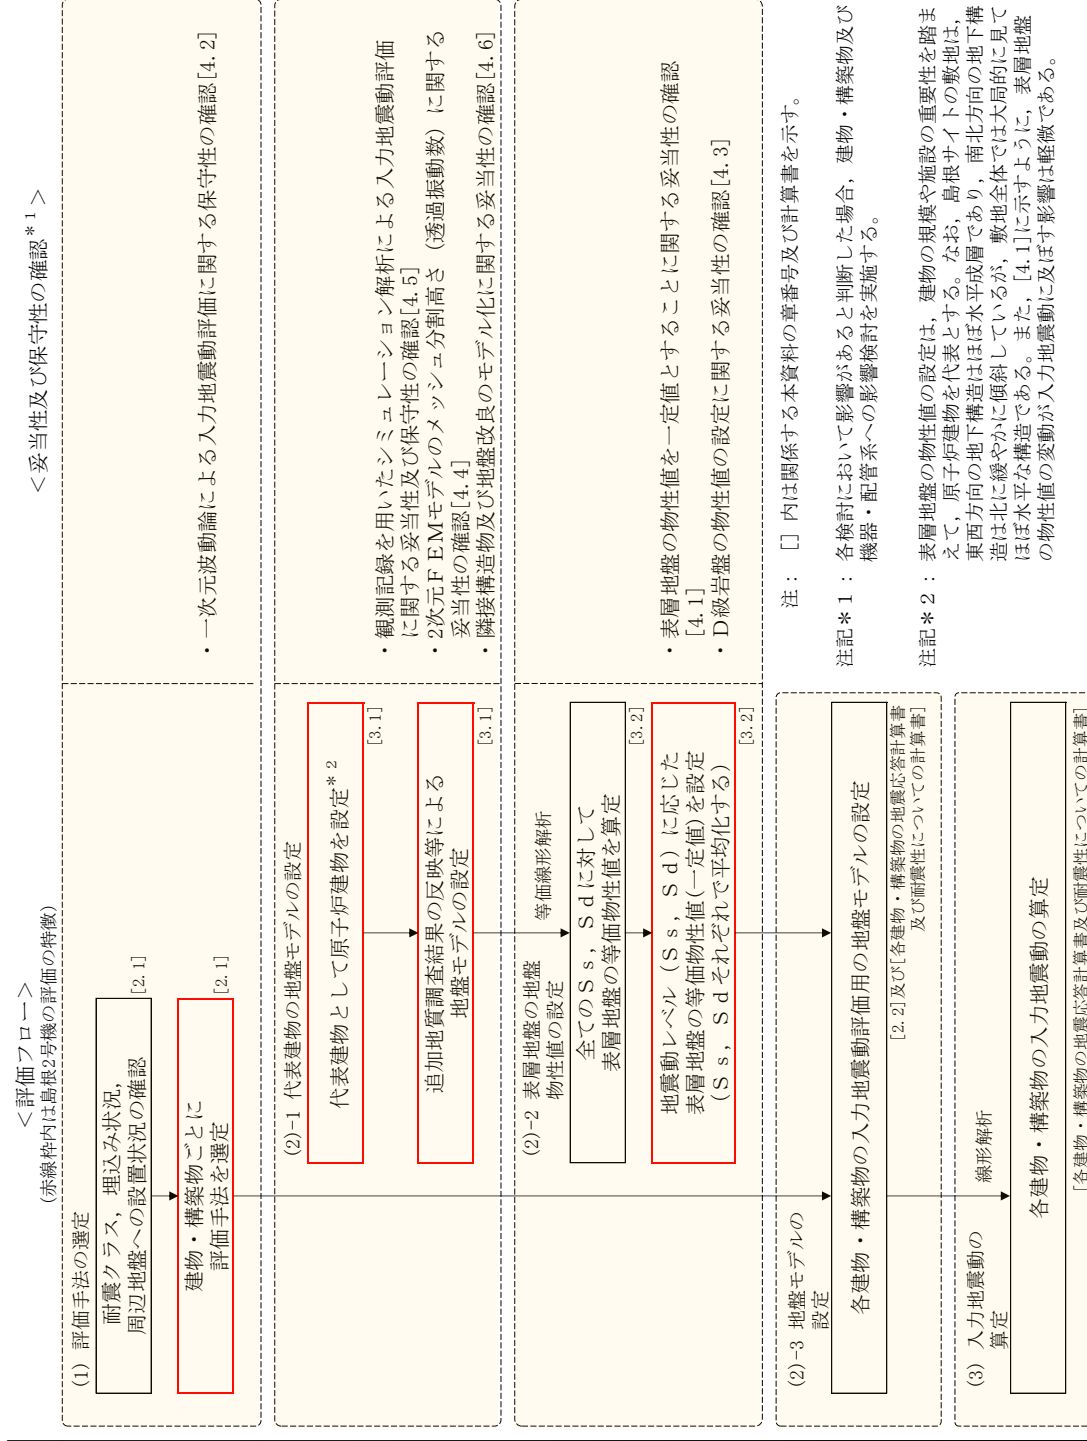 ＜評価フロー＞
(赤線枠内は島根2号機の評価の特徴)
(1) 評価手法の選定
耐震クラス，埋込み状況，
周辺地盤への設置状況の確認
[2.1]
建物・構築物ごとに
評価手法を選定
[2.1]
(2)-1 代表建物の地盤モデルの設定
代表建物として原子炉建物を設定＊2
[3.1]
追加地質調査結果の反映等による
地盤モデルの設定
[3.1]
(2)-2 表層地盤の地盤
物性値の設定
等価線形解析
全てのＳｓ，Ｓｄに対して
表層地盤の等価物性値を算定
[3.2]
地震動レベル（Ｓｓ，Ｓｄ）に応じた
表層地盤の等価物性値(一定値)を設定
（Ｓｓ，Ｓｄそれぞれで平均化する）
[3.2]
(2)-3 地盤モデルの
設定
各建物・構築物の入力地震動評価用の地盤モデルの設定
[2.2]及び[各建物・構築物の地震応答計算書
及び耐震性についての計算書]
(3) 入力地震動の
算定
線形解析
各建物・構築物の入力地震動の算定
[各建物・構築物の地震応答計算書及び耐震性についての計算書]
＜妥当性及び保守性の確認＊1＞
・一次元波動論による入力地震動評価に関する保守性の確認[4.2]
・観測記録を用いたシミュレーション解析による入力地震動評価
に関する妥当性及び保守性の確認[4.5]
・2次元ＦＥＭモデルのメッシュ分割高さ（透過振動数）に関する
妥当性の確認[4.4]
・隣接構造物及び地盤改良のモデル化に関する妥当性の確認[4.6]
・表層地盤の物性値を一定値とすることに関する妥当性の確認
[4.1]
・Ｄ級岩盤の物性値の設定に関する妥当性の確認[4.3]
注： [] 内は関係する本資料の章番号及び計算書を示す。
注記＊1： 各検討において影響があると判断した場合，建物・構築物及び
機器・配管系への影響検討を実施する。
注記＊2： 表層地盤の物性値の設定は，建物の規模や施設の重要性を踏ま
えて，原子炉建物を代表とする。なお，島根サイトの敷地は，
東西方向の地下構造はほぼ水平成層であり，南北方向の地下構
造は北に緩やかに傾斜しているが，敷地全体では大局的に見て
ほぼ水平な構造である。また，[4.1]に示すように，表層地盤
の物性値の変動が入力地震動に及ぼす影響は軽微である。